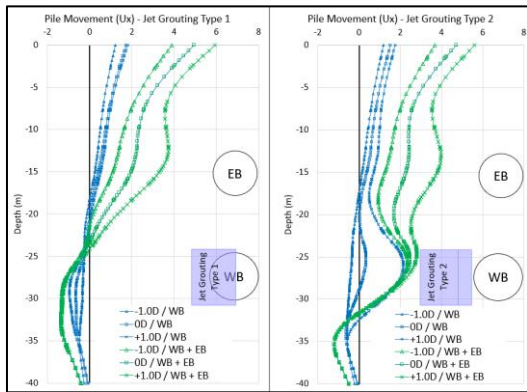 Pile Movement (Ux) - Jet Grouting Type 1
-2 0 2 4 6 8
0
-5
-10
-15
-20
-25
-30
-35
-40
Depth (m)
EB
WB
Jet Grouting
Type 1
-1.0D / WB
0D / WB
+1.0D / WB
-1.0D / WB + EB
0D / WB + EB
+1.0D / WB + EB
Pile Movement (Ux) - Jet Grouting Type 2
-2 0 2 4 6 8
0
-5
-10
-15
-20
-25
-30
-35
-40
Depth (m)
EB
WB
Jet Grouting
Type 2
-1.0D / WB
0D / WB
+1.0D / WB
-1.0D / WB + EB
0D / WB + EB
+1.0D / WB + EB